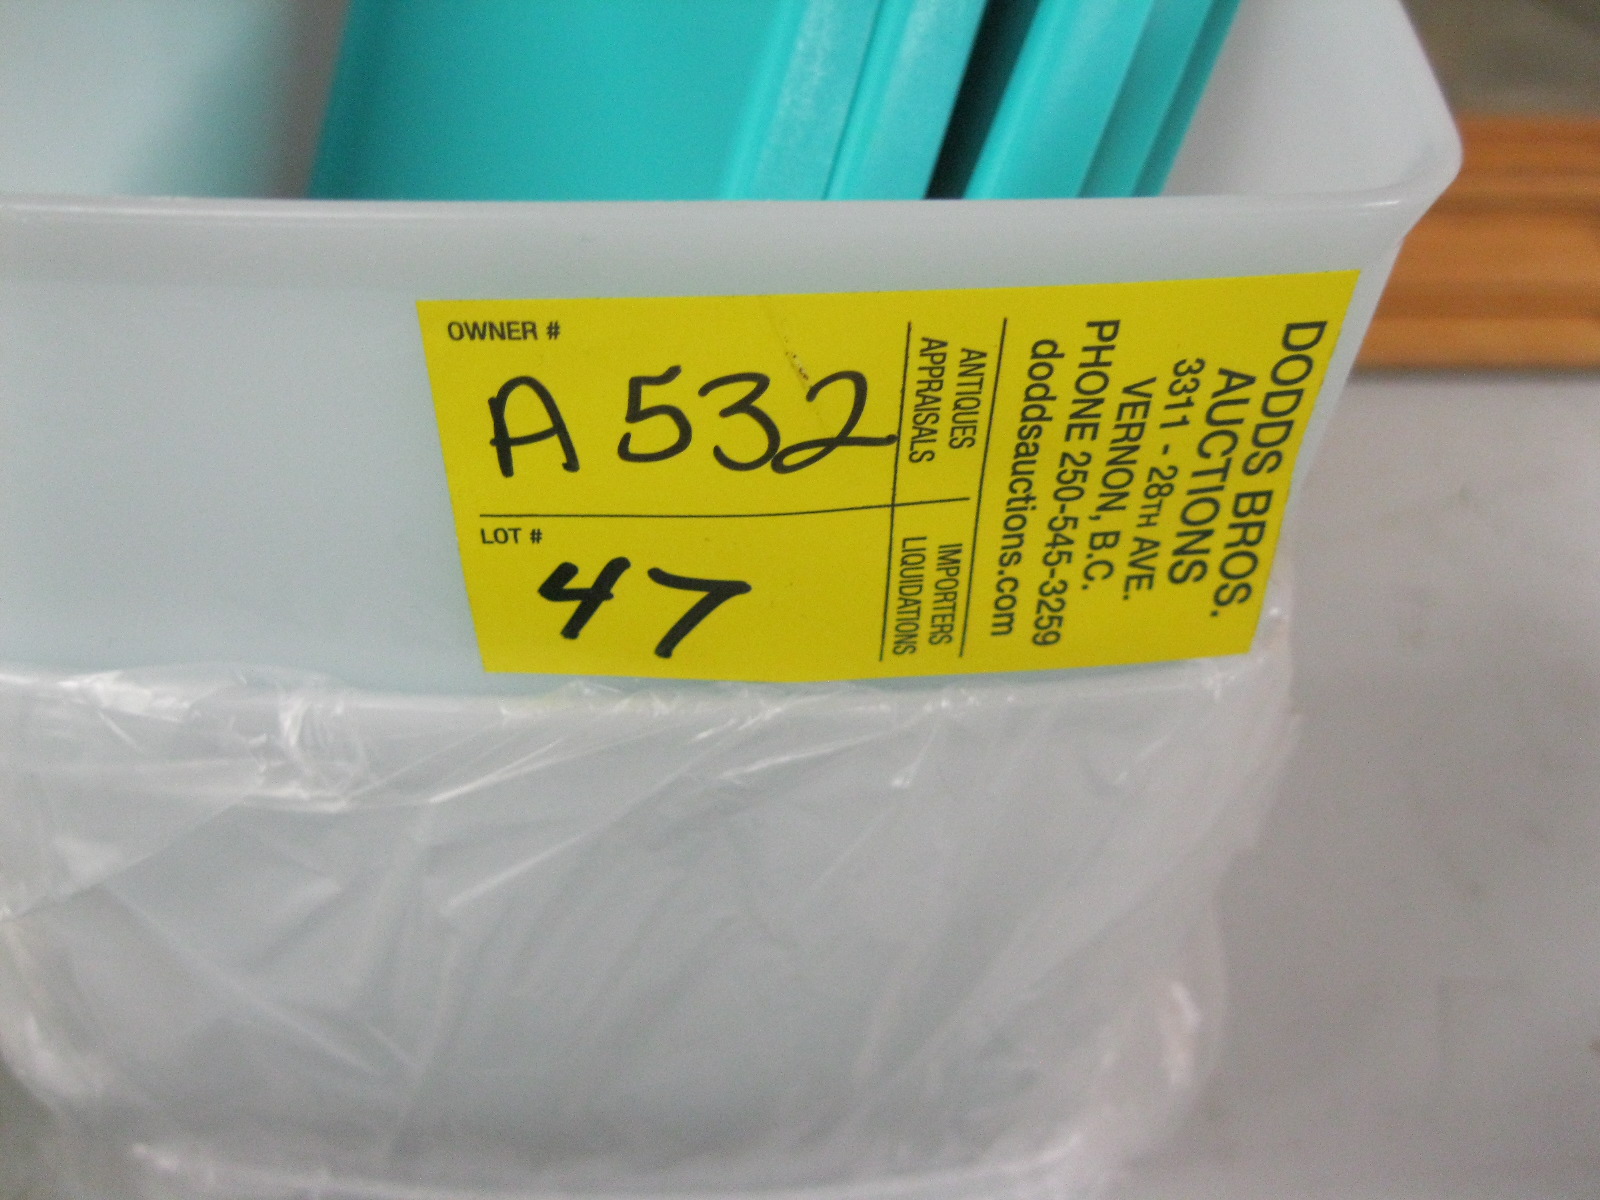 OWNER #
A 532
LOT #
47
ANTIQUES
APPRAISALS
IMPORTERS
LIQUIDATIONS
DODDS BROS.
AUCTIONS
3311 - 28TH AVE.
VERNON, B.C.
PHONE 250-545-3259
doddsauctions.com